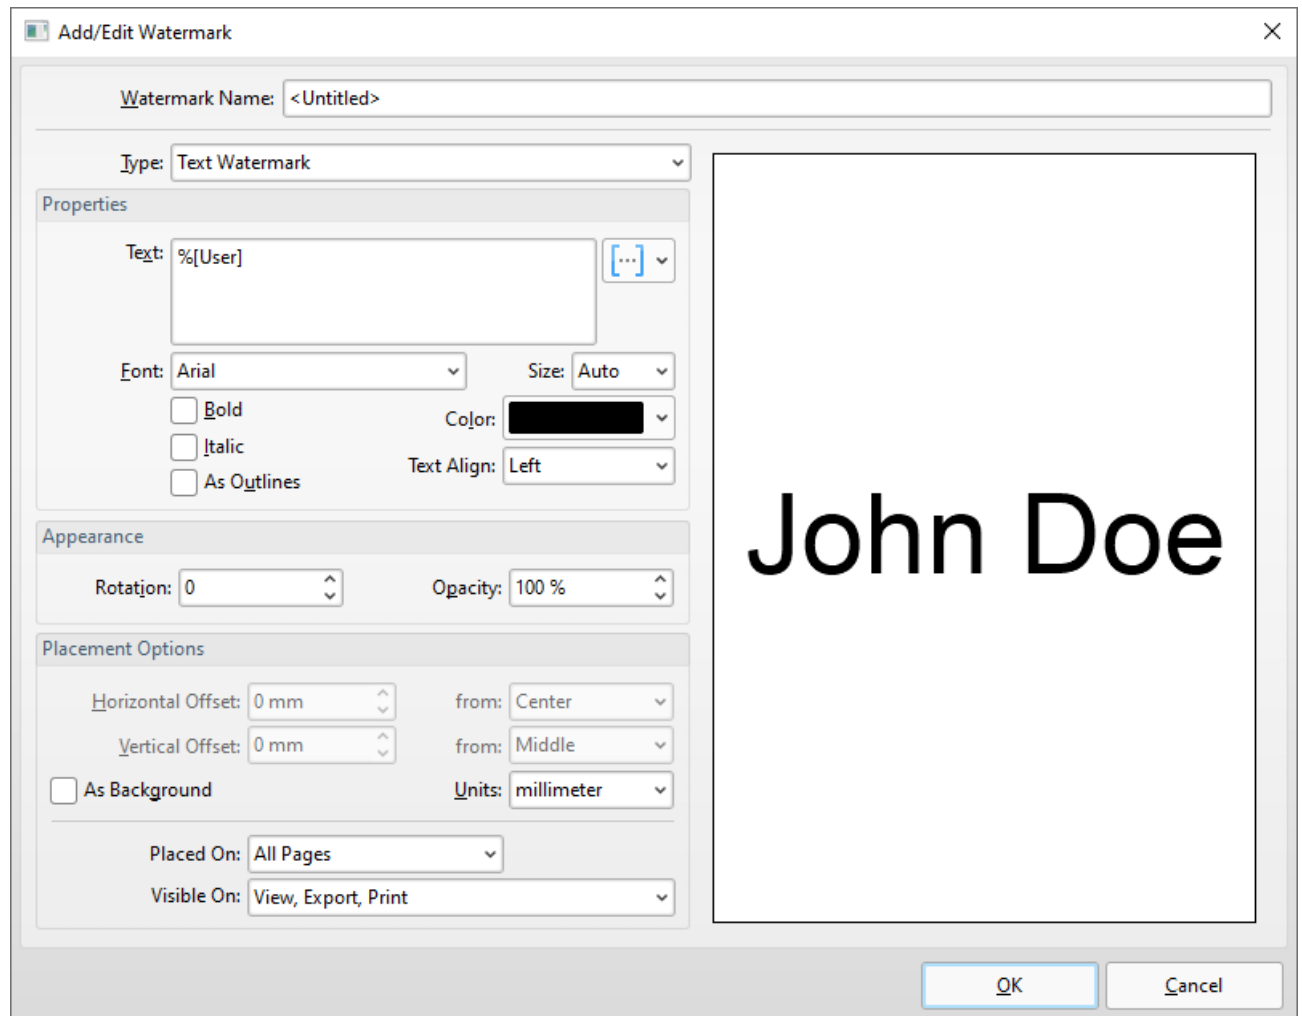 Add/Edit Watermark
Watermark Name: <Untitled>
Type: Text Watermark
Properties
Text: %[User]
Font: Arial
Size: Auto
Bold
Color:
Italic
Text Align: Left
As Outlines
Appearance
Rotation: 0
Opacity: 100 %
Placement Options
Horizontal Offset: 0 mm
from: Center
Vertical Offset: 0 mm
from: Middle
As Background
Units: millimeter
Placed On: All Pages
Visible On: View, Export, Print
John Doe
OK
Cancel